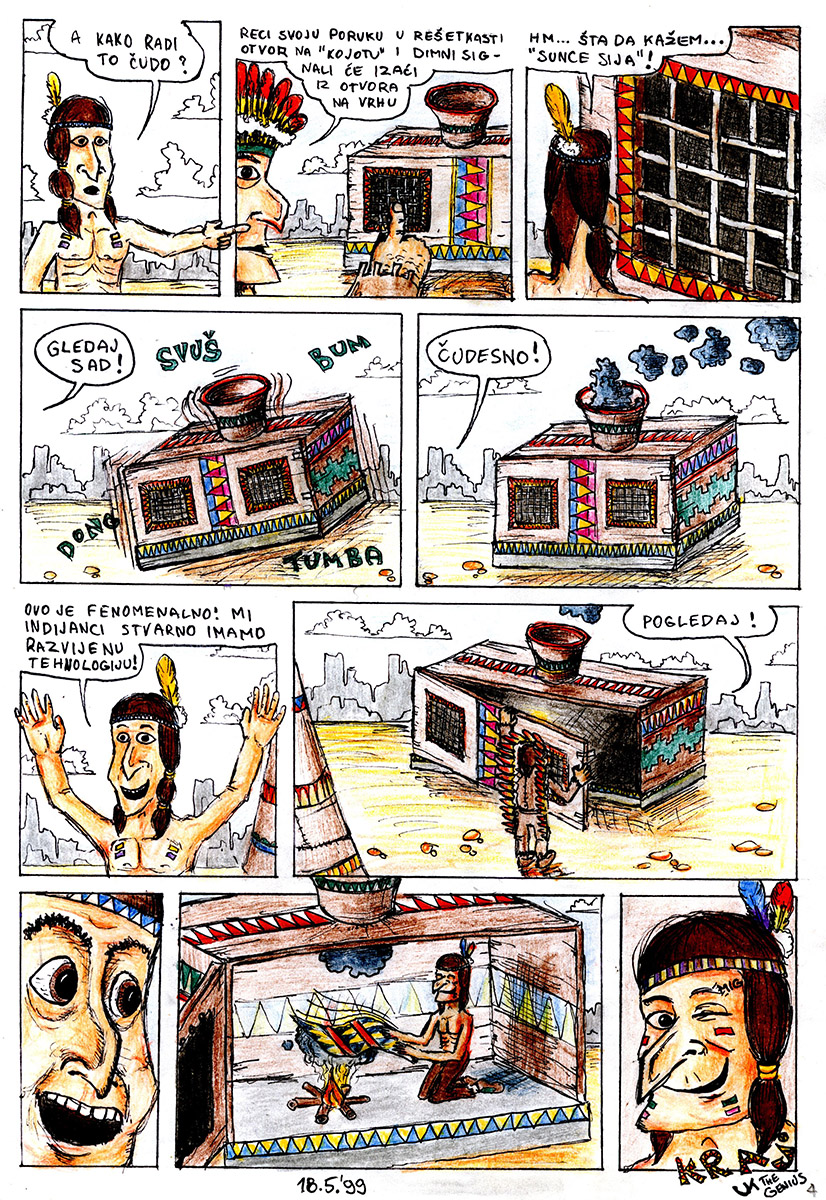 A KAKO RADI
TO ČUDO?
RECI SVOJU PORUKU U REŠETKASTI
OTVOR NA "KOJOTU" I DIMNI SIG-
NALI ĆE IZAĆI
IZ OTVORA
NA VRHU
HM... ŠTA DA KAŽEM...
"SUNCE SIJA"!
GLEDAJ
SAD!
SVUŠ
BUM
DONG
TUMBA
ČUDESNO!
OVO JE FENOMENALNO! MI
INDIJANCI STVARNO IMAMO
RAZVIJENU
TEHNOLOGIJU!
POGLEDAJ!
MIG
KRAJ
18.5.'99
THE
GENIUS
4